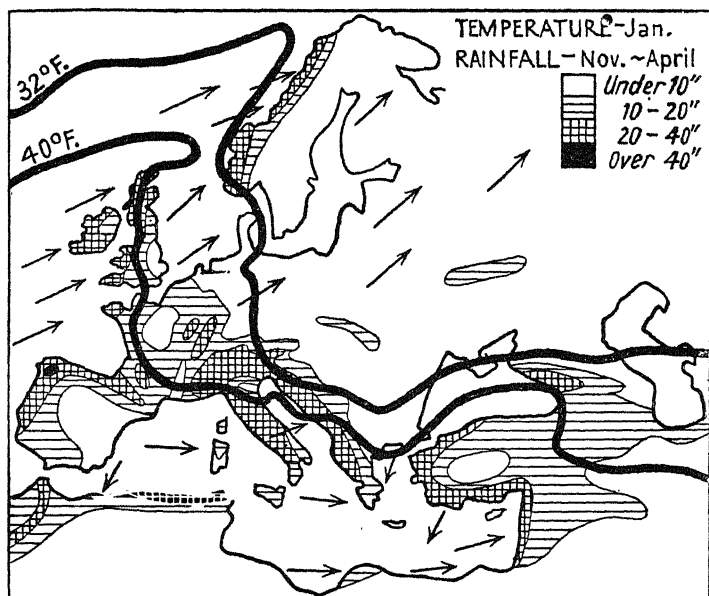 TEMPERATURE-Jan.
RAINFALL-Nov.~April
Under 10"
10-20"
20-40"
Over 40"
32°F.
40°F.